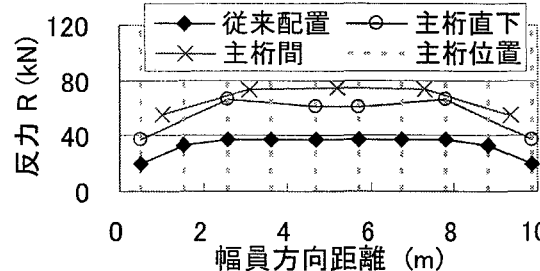 120
従来配置 主桁直下
主桁間 主桁位置
80
40
0
反力 R (kN)
0 2 4 6 8 10
幅員方向距離 (m)